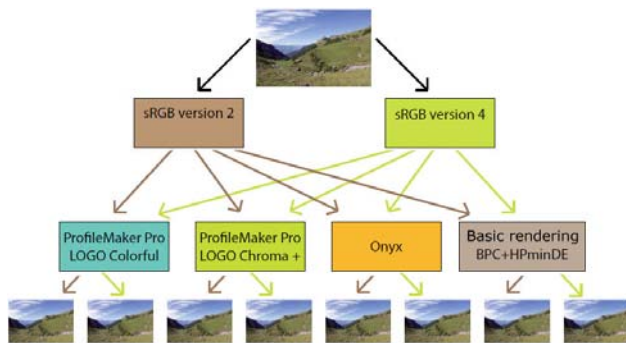 sRGB version 2
sRGB version 4
ProfileMaker Pro
LOGO Colorful
ProfileMaker Pro
LOGO Chroma +
Onyx
Basic rendering
BPC+HPminDE